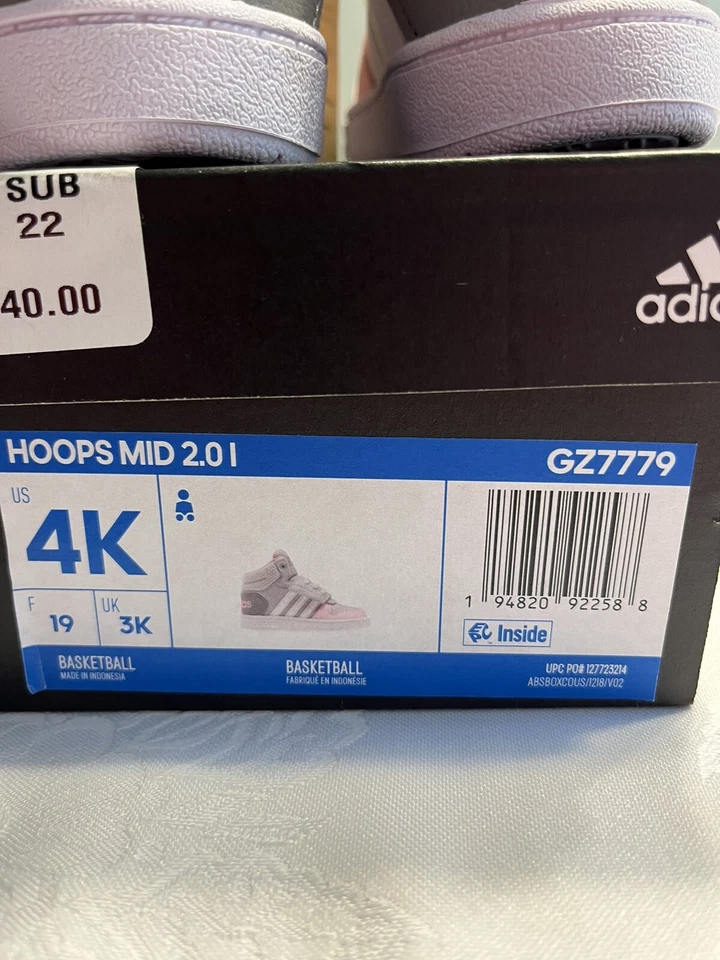 SUB
22
40.00
adidas
HOOPS MID 2.0 I
GZ7779
US
4K
F
19
UK
3K
1 94820 92258 8
Inside
BASKETBALL
MADE IN INDONESIA
BASKETBALL
FABRIQUÉ EN INDONÉSIE
UPC PO# 127723214
ABSBOXCOUS/1218/V02